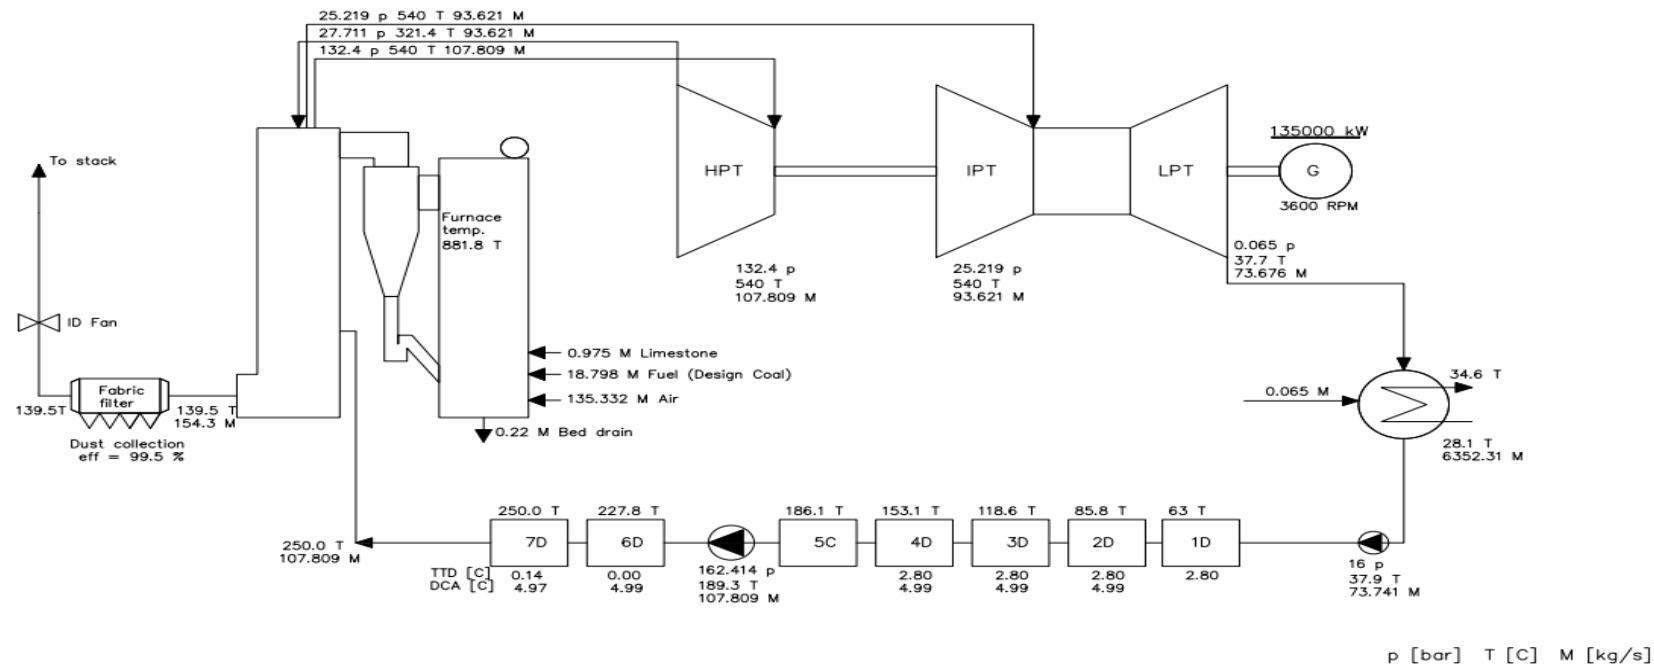 25.219 p 540 T 93.621 M
27.711 p 321.4 T 93.621 M
132.4 p 540 T 107.809 M
To stack
ID Fan
Fabric
filter
139.5T
139.5 T
154.3 M
Dust collection
eff = 99.5 %
Furnace
temp.
881.8 T
0.975 M Limestone
18.798 M Fuel (Design Coal)
135.332 M Air
0.22 M Bed drain
HPT
132.4 p
540 T
107.809 M
IPT
25.219 p
540 T
93.621 M
LPT
135000 kW
G
3600 RPM
0.065 p
37.7 T
73.676 M
0.065 M
34.6 T
28.1 T
6352.31 M
16 p
37.9 T
73.741 M
63 T
1D
2.80
85.8 T
2D
2.80
4.99
118.6 T
3D
2.80
4.99
153.1 T
4D
2.80
4.99
186.1 T
5C
162.414 p
189.3 T
107.809 M
227.8 T
6D
0.00
4.99
250.0 T
7D
0.14
4.97
TTD [C]
DCA [C]
250.0 T
107.809 M
p [bar] T [C] M [kg/s]